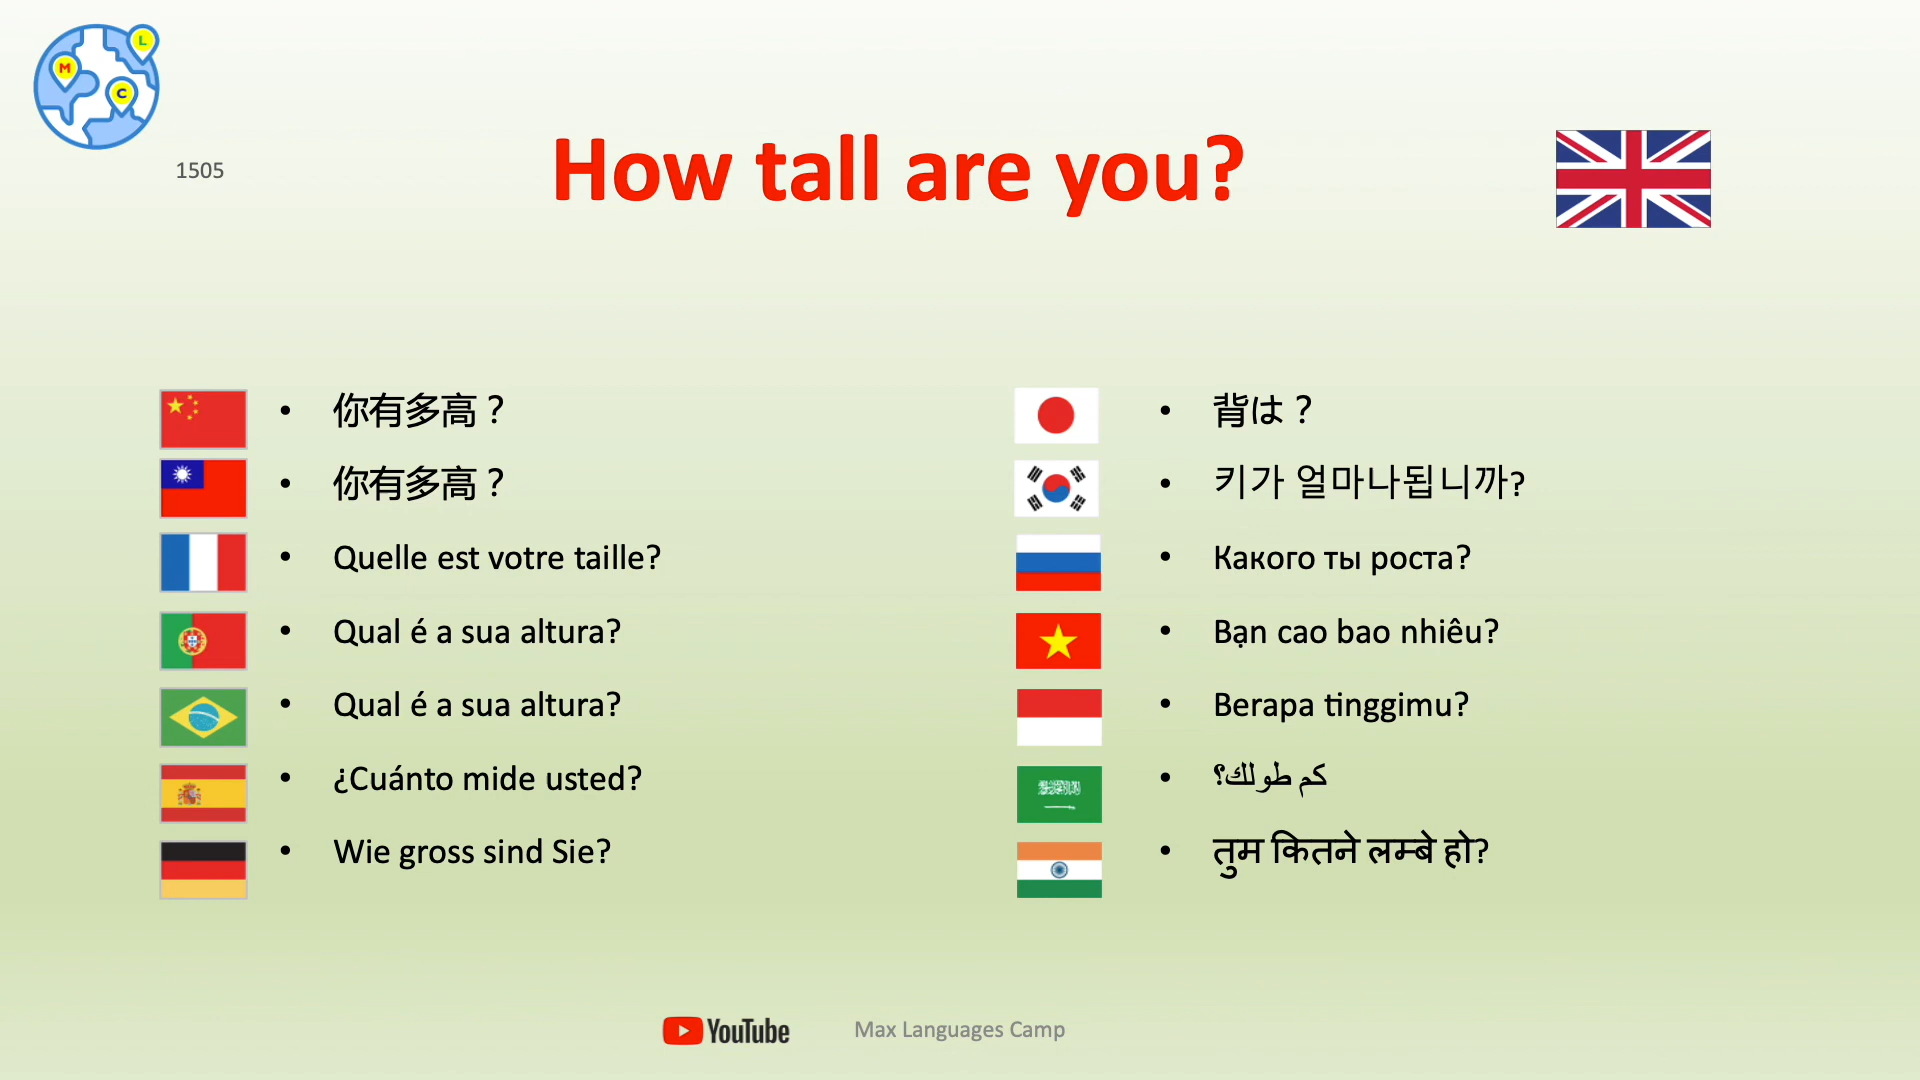 L
M
C
1505
How tall are you?
• 你有多高？
• 你有多高？
• Quelle est votre taille?
• Qual é a sua altura?
• Qual é a sua altura?
• ¿Cuánto mide usted?
• Wie gross sind Sie?
• 背は？
• 키가 얼마나됩니까?
• Какого ты роста?
• Bạn cao bao nhiêu?
• Berapa tinggimu?
• كم طولك؟
• तुम कितने लम्बे हो?
YouTube
Max Languages Camp